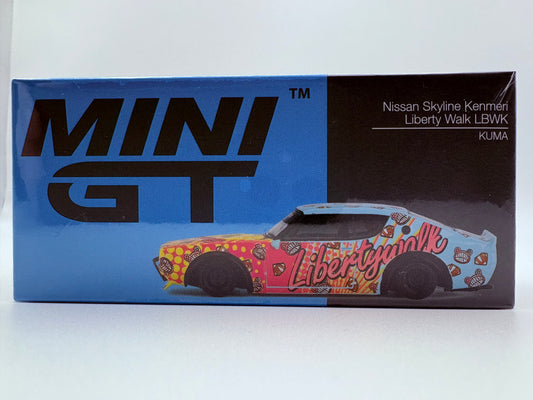 MINI
GT
TM
Nissan Skyline Kenmeri
Liberty Walk LBWK
KUMA
Libertywalk